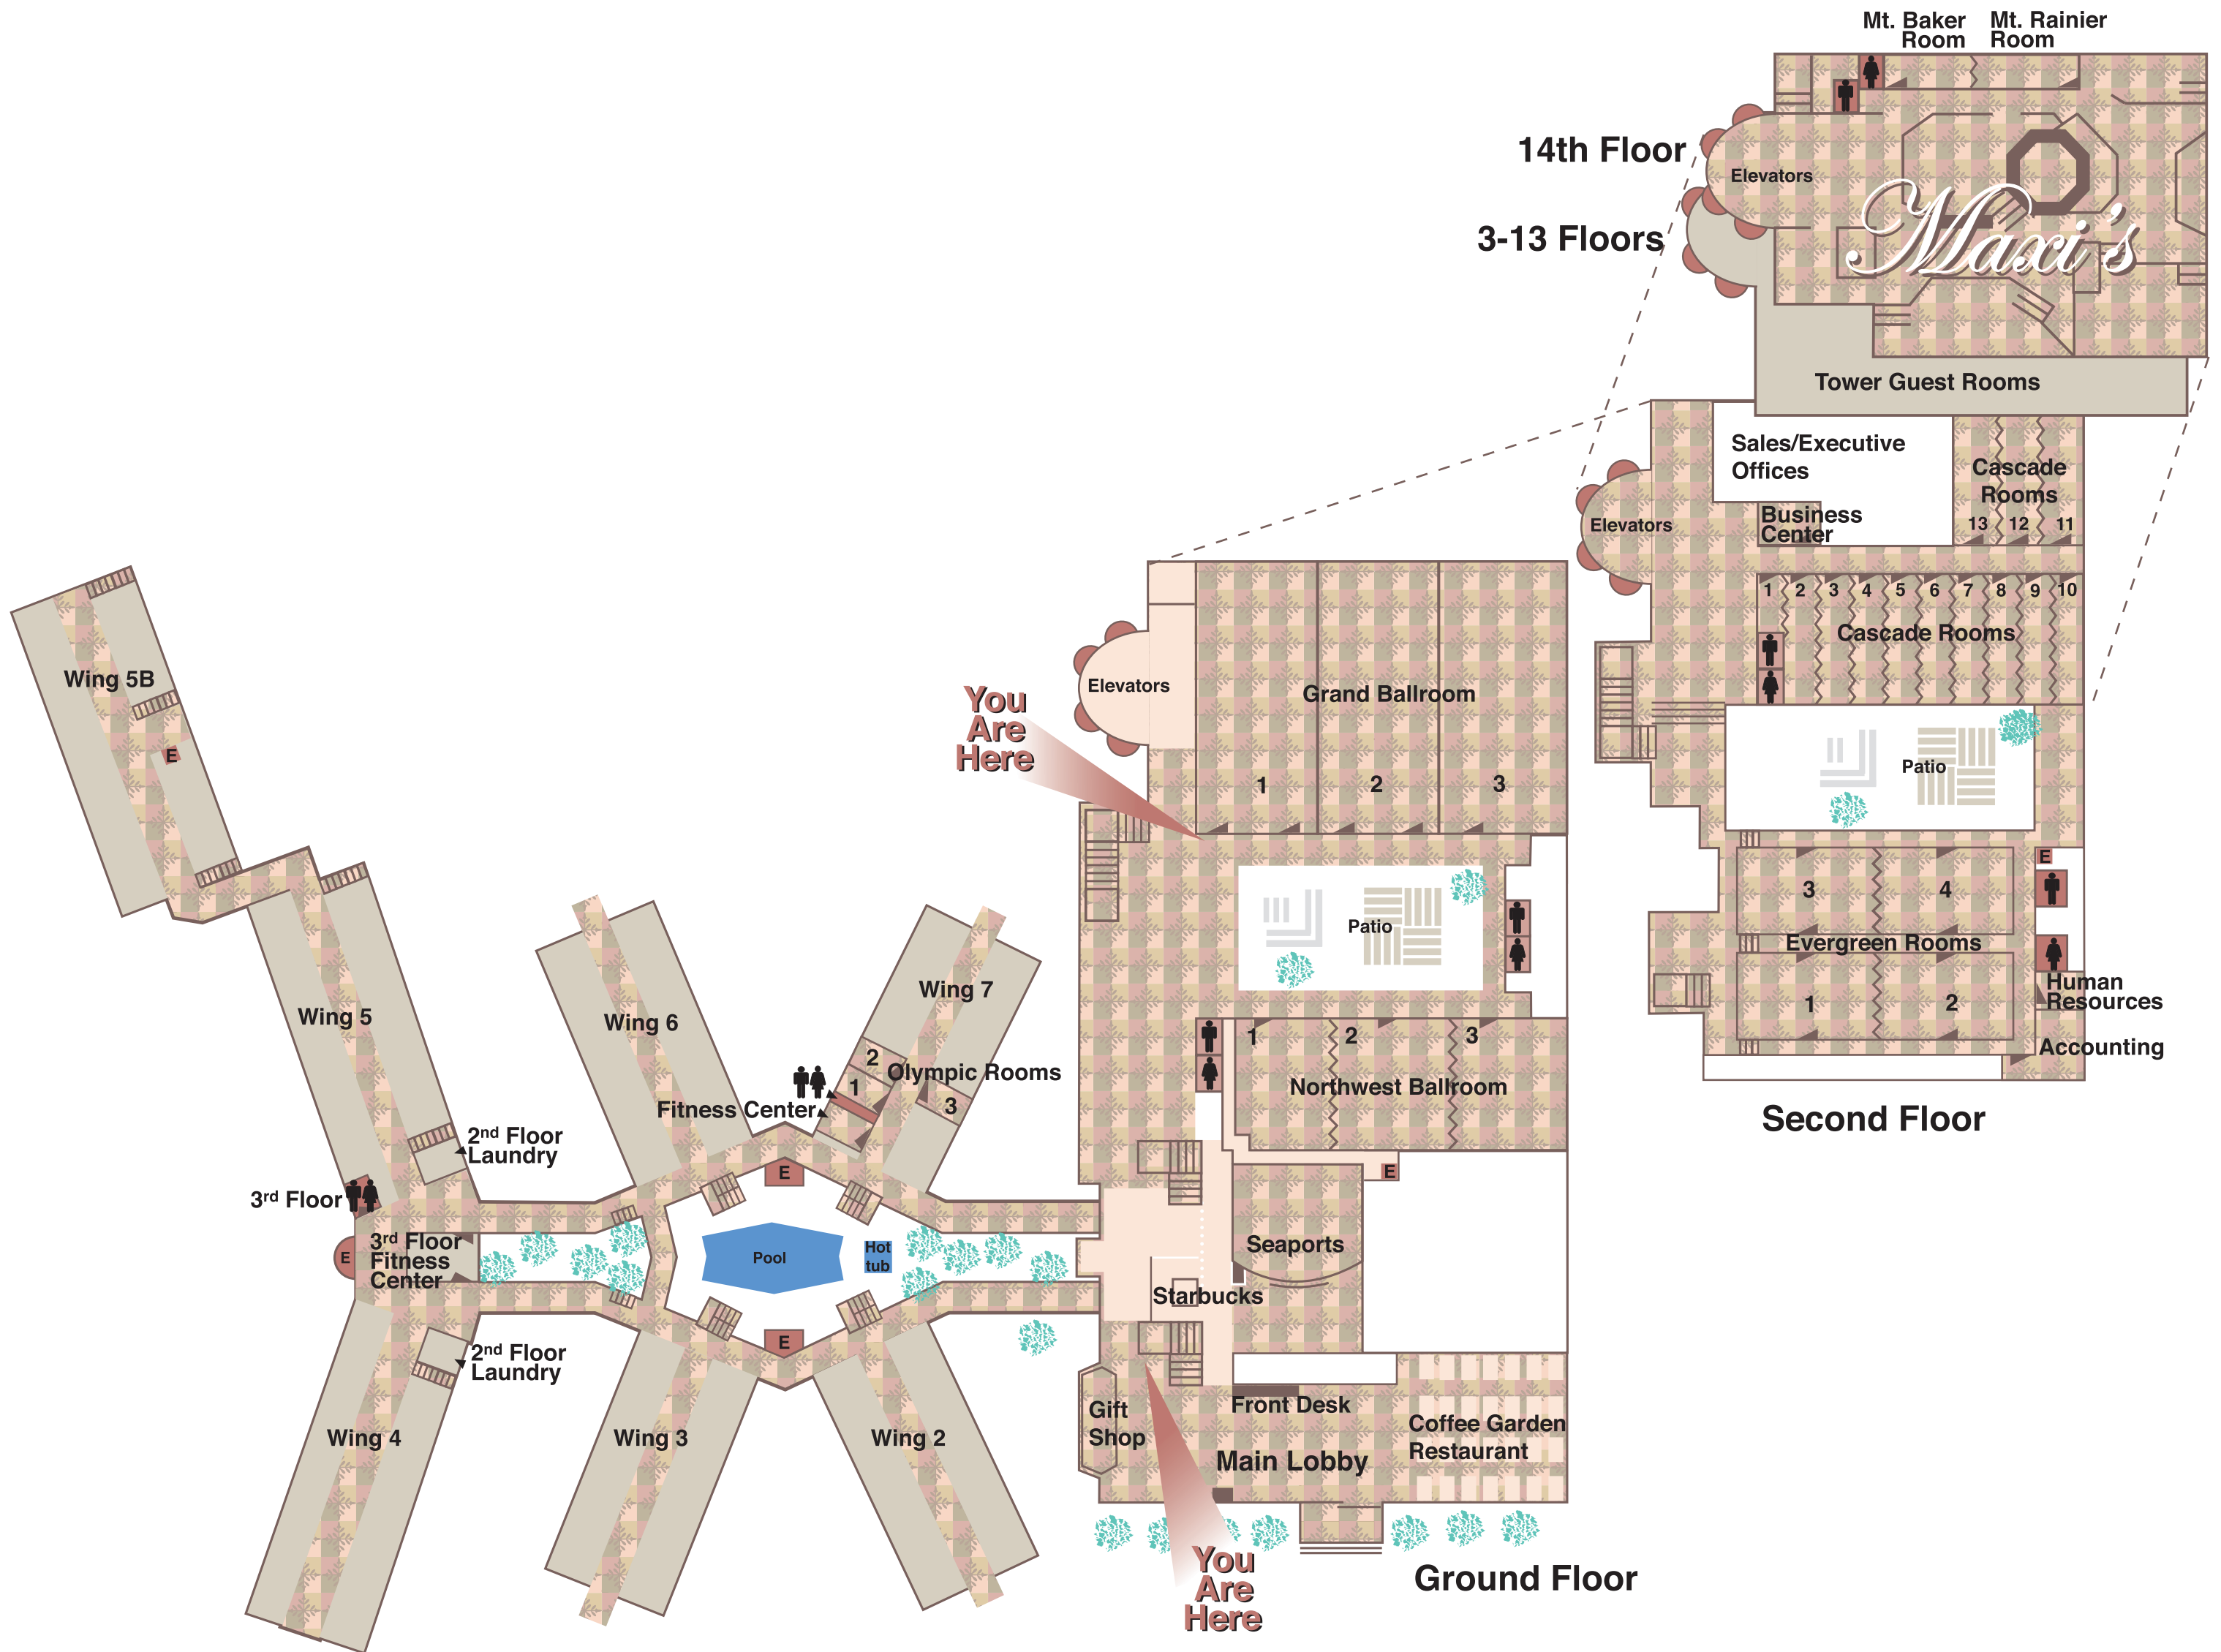 Mt. Baker
Room
Mt. Rainier
Room
14th Floor
Elevators
3-13 Floors
Maxi's
Tower Guest Rooms
Sales/Executive
Offices
Cascade
Rooms
13 12 11
Business
Center
Elevators
1 2 3 4 5 6 7 8 9 10
Cascade Rooms
Patio
3 4
E
Evergreen Rooms
1 2
Human
Resources
Accounting
Second Floor
Elevators
Grand Ballroom
1 2 3
You
Are
Here
Patio
1 2 3
Northwest Ballroom
E
Seaports
Starbucks
Front Desk
Gift
Shop
Main Lobby
Coffee Garden
Restaurant
You
Are
Here
Ground Floor
Wing 5B
E
Wing 5
Wing 6
Wing 7
2
Olympic Rooms
1
3
Fitness Center
2nd Floor
Laundry
3rd Floor
E
3rd Floor
Fitness
Center
E
Pool
Hot
tub
E
2nd Floor
Laundry
Wing 4
Wing 3
Wing 2